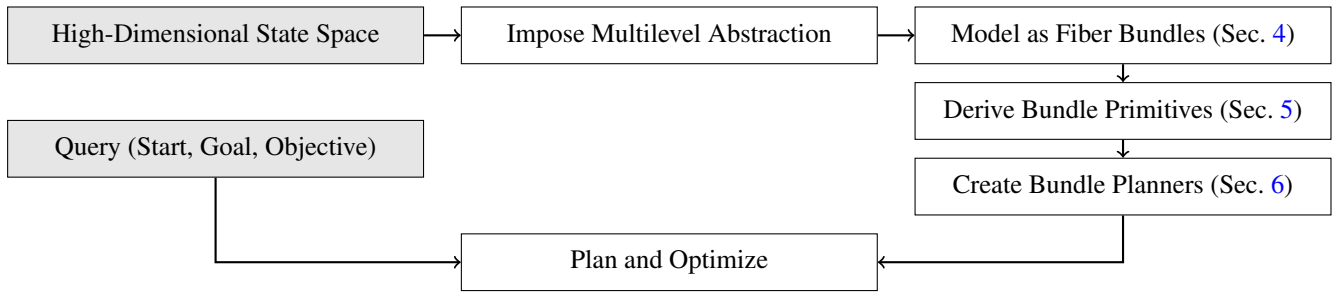 High-Dimensional State Space
Impose Multilevel Abstraction
Model as Fiber Bundles (Sec. 4)
Derive Bundle Primitives (Sec. 5)
Query (Start, Goal, Objective)
Create Bundle Planners (Sec. 6)
Plan and Optimize